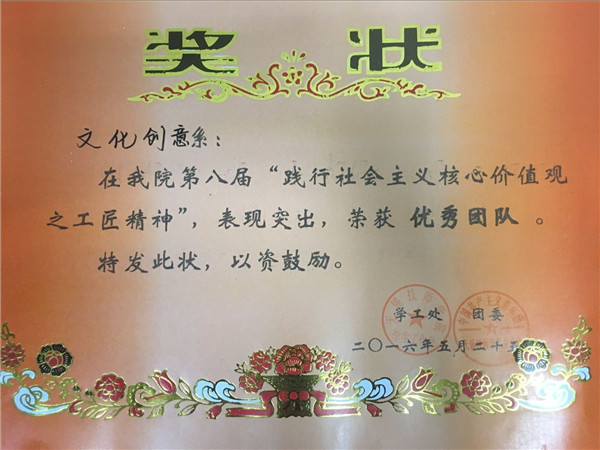 奖 状
文化创意系：
在我院第八届“践行社会主义核心价值观
之工匠精神”，表现突出，荣获 优秀团队 。
特发此状，以资鼓励。
学工处 团委
二〇一六年五月二十五